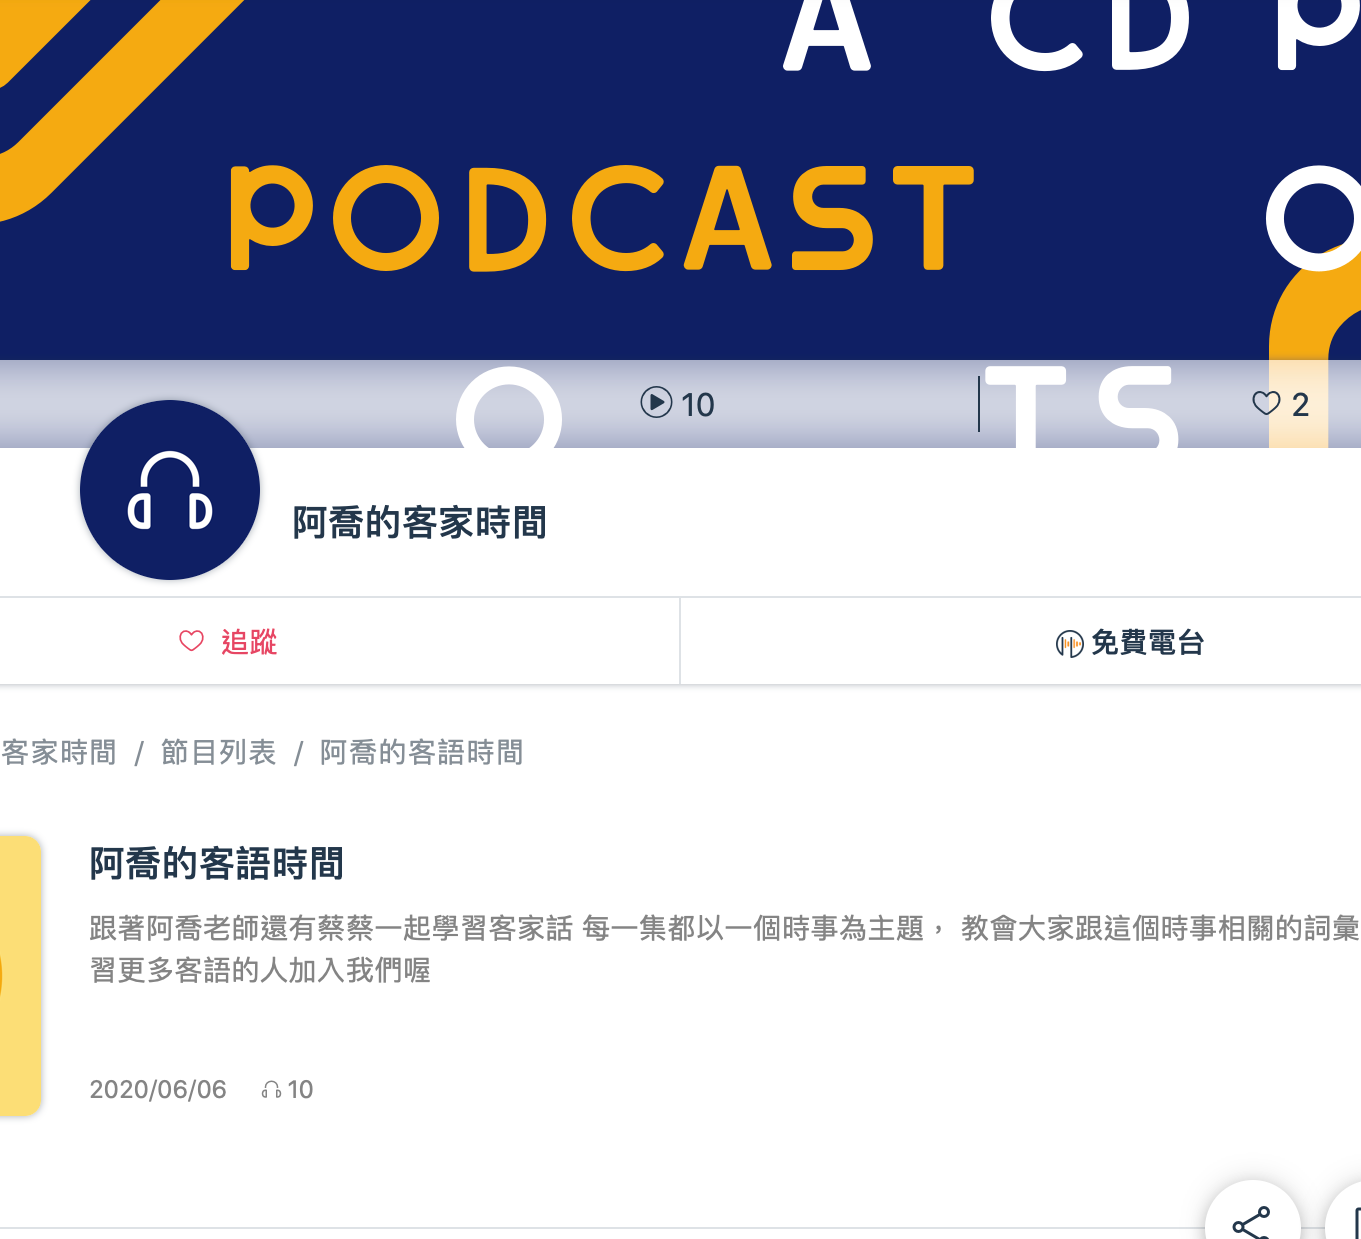 A CD P
PODCAST O
O 10 TS 2
阿喬的客家時間
追蹤 免費電台
客家時間 / 節目列表 / 阿喬的客語時間
阿喬的客語時間
跟著阿喬老師還有蔡蔡一起學習客家話 每一集都以一個時事為主題， 教會大家跟這個時事相關的詞彙
習更多客語的人加入我們喔
2020/06/06 10